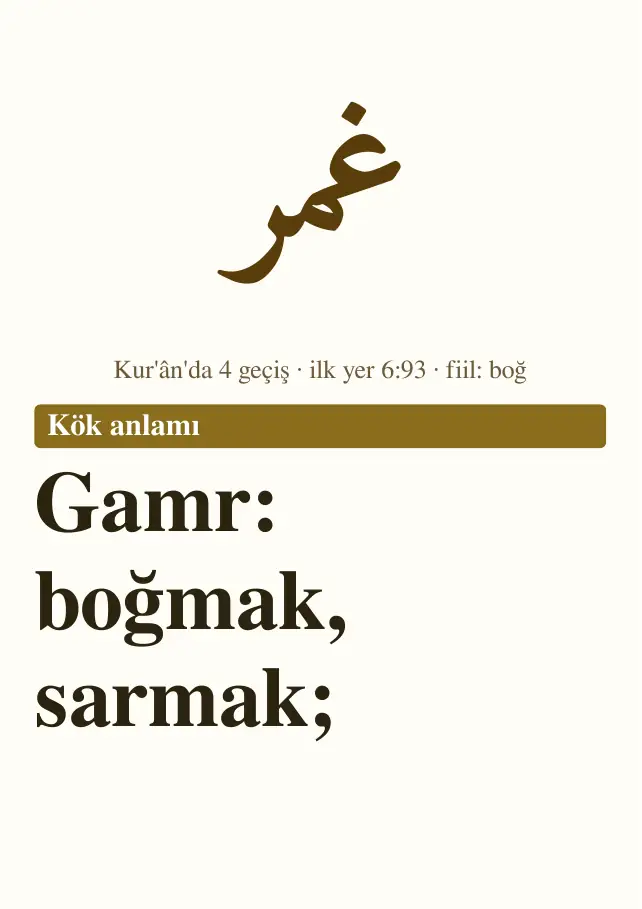 غمر
Kur'ân'da 4 geçiş · ilk yer 6:93 · fiil: boğ
Kök anlamı
Gamr:
boğmak,
sarmak;